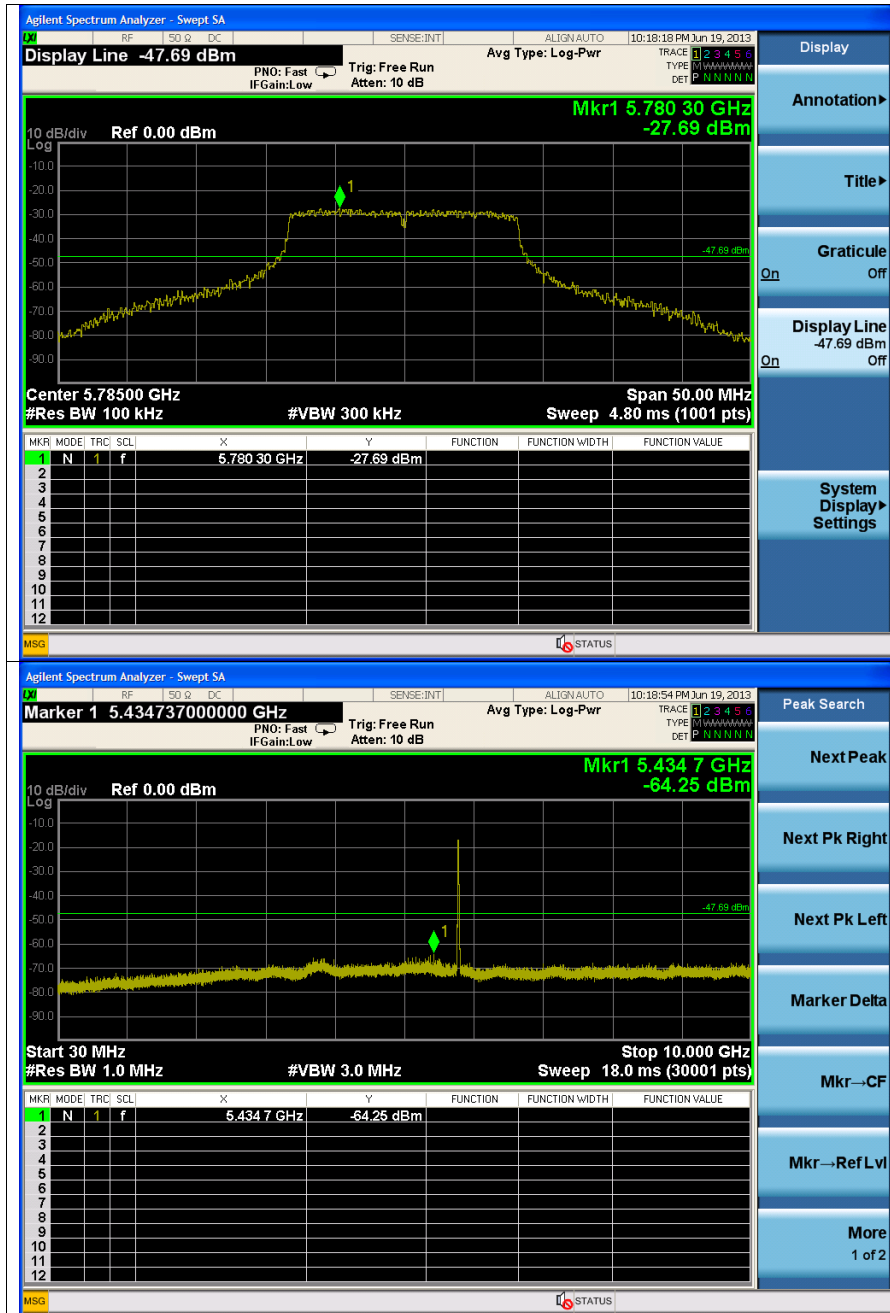 Agilent Spectrum Analyzer - Swept SA
LXI RF 50 Ω DC SENSE:INT ALIGN AUTO 10:18:18 PM Jun 19, 2013
Display Line -47.69 dBm
PNO: Fast
IFGain:Low
Trig: Free Run
Atten: 10 dB
Avg Type: Log-Pwr
TRACE 1 2 3 4 5 6
TYPE M WWWWW
DET P N N N N N
Mkr1 5.780 30 GHz
-27.69 dBm
10 dB/div Ref 0.00 dBm
Log
-10.0
-20.0
-30.0
-40.0
-50.0
-60.0
-70.0
-80.0
-90.0
1
-47.69 dBm
Center 5.78500 GHz Span 50.00 MHz
#Res BW 100 kHz #VBW 300 kHz Sweep 4.80 ms (1001 pts)
MKR MODE TRC SCL X Y FUNCTION FUNCTION WIDTH FUNCTION VALUE
1 N 1 f 5.780 30 GHz -27.69 dBm
2
3
4
5
6
7
8
9
10
11
12
MSG STATUS
Display
Annotation▶
Title▶
Graticule
On Off
Display Line
-47.69 dBm
On Off
System
Display▶
Settings
Agilent Spectrum Analyzer - Swept SA
LXI RF 50 Ω DC SENSE:INT ALIGN AUTO 10:18:54 PM Jun 19, 2013
Marker 1 5.434737000000 GHz
PNO: Fast
IFGain:Low
Trig: Free Run
Atten: 10 dB
Avg Type: Log-Pwr
TRACE 1 2 3 4 5 6
TYPE M WWWWW
DET P N N N N N
Mkr1 5.434 7 GHz
-64.25 dBm
10 dB/div Ref 0.00 dBm
Log
-10.0
-20.0
-30.0
-40.0
-50.0
-60.0
-70.0
-80.0
-90.0
-47.69 dBm
1
Start 30 MHz Stop 10.000 GHz
#Res BW 1.0 MHz #VBW 3.0 MHz Sweep 18.0 ms (30001 pts)
MKR MODE TRC SCL X Y FUNCTION FUNCTION WIDTH FUNCTION VALUE
1 N 1 f 5.434 7 GHz -64.25 dBm
2
3
4
5
6
7
8
9
10
11
12
MSG STATUS
Peak Search
Next Peak
Next Pk Right
Next Pk Left
Marker Delta
Mkr→CF
Mkr→Ref Lvl
More
1 of 2